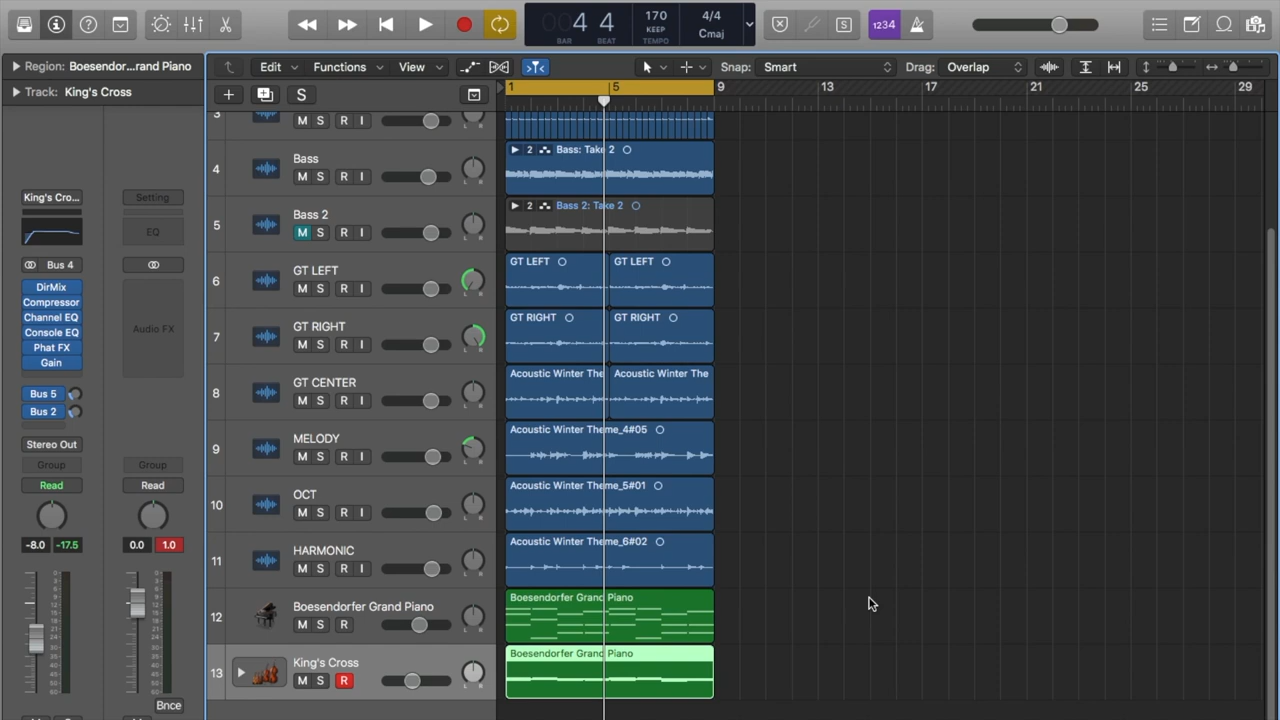 4 4
BAR BEAT
170
KEEP
TEMPO
4/4
Cmaj
S
1234
Region: Boesendor...rand Piano
Track: King's Cross
Edit Functions View Snap: Smart Drag: Overlap
S
1 5 9 13 17 21 25 29
3 M S R I
4 Bass M S R I
2 Bass: Take 2
5 Bass 2 M S R I
2 Bass 2: Take 2
6 GT LEFT M S R I
GT LEFT GT LEFT
7 GT RIGHT M S R I
GT RIGHT GT RIGHT
8 GT CENTER M S R I
Acoustic Winter The Acoustic Winter The
9 MELODY M S R I
Acoustic Winter Theme_4#05
10 OCT M S R I
Acoustic Winter Theme_5#01
11 HARMONIC M S R I
Acoustic Winter Theme_6#02
12 Boesendorfer Grand Piano M S R
Boesendorfer Grand Piano
13 King's Cross M S R
Boesendorfer Grand Piano
King's Cro... Setting
EQ
Bus 4
DirMix
Compressor
Channel EQ
Console EQ
Phat FX
Gain
Audio FX
Bus 5
Bus 2
Stereo Out
Group Group
Read Read
-8.0 -17.5 0.0 1.0
Bnce